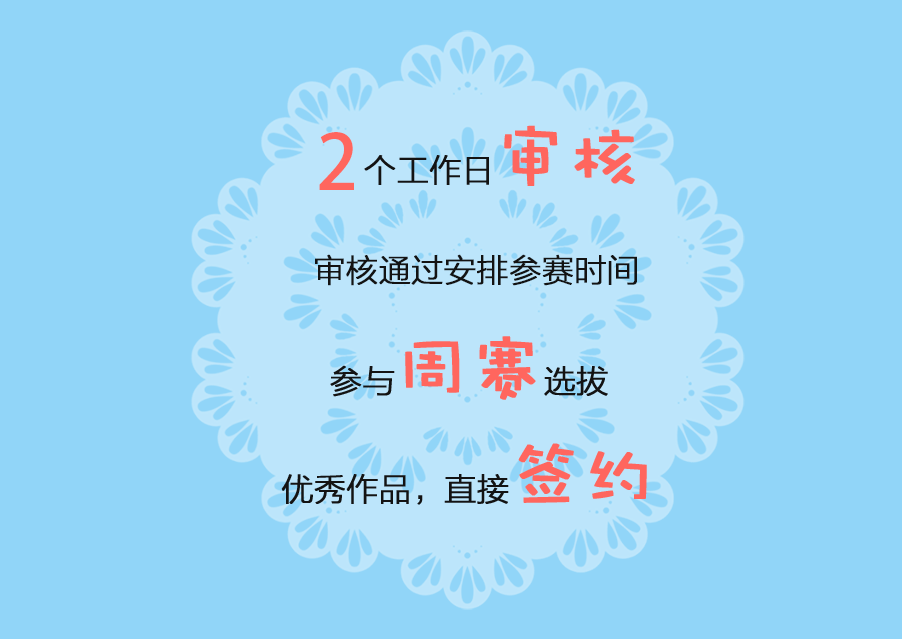 2个工作日审核
审核通过安排参赛时间
参与周赛选拔
优秀作品，直接签约